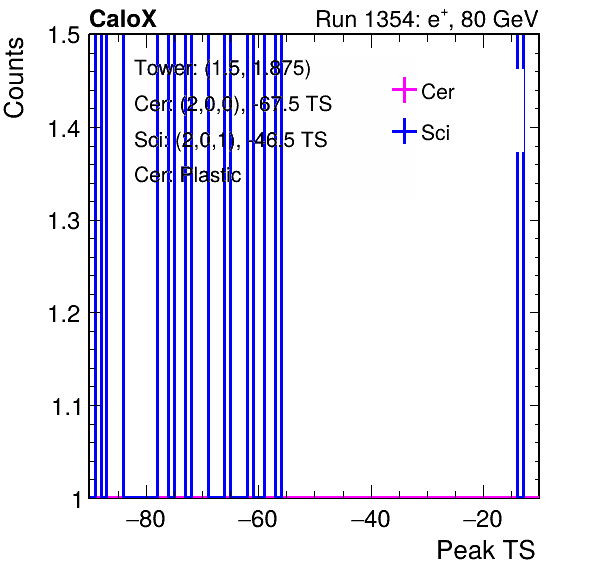 CaloX Run 1354: e⁺, 80 GeV
Counts
1.5
1.4
1.3
1.2
1.1
1
Tower: (1.5, 1.875)
Cer: (2,0,0), -67.5 TS
Sci: (2,0,1), -46.5 TS
Cer: Plastic
Cer
Sci
−80 −60 −40 −20
Peak TS